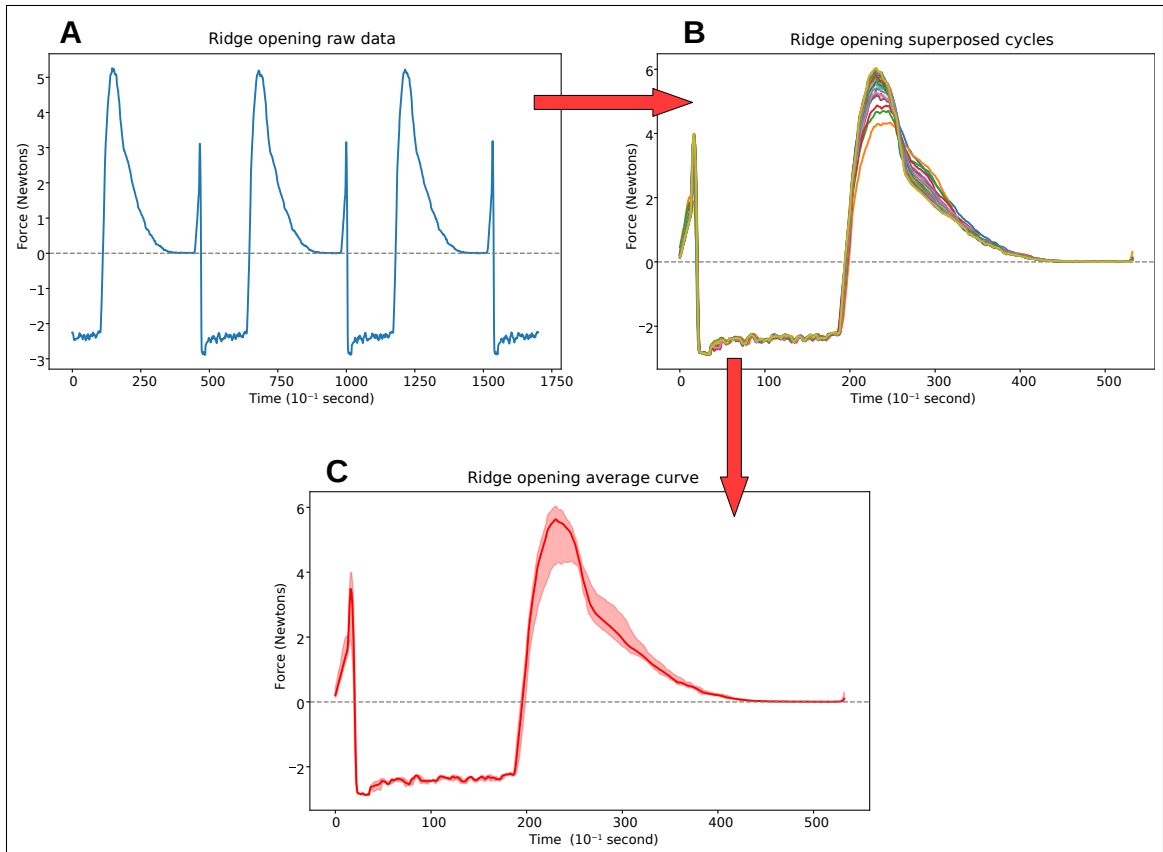 A
Ridge opening raw data
Force (Newtons)
5
4
3
2
1
0
−1
−2
−3
0 250 500 750 1000 1250 1500 1750
Time (10⁻¹ second)
B
Ridge opening superposed cycles
Force (Newtons)
6
4
2
0
−2
0 100 200 300 400 500
Time (10⁻¹ second)
C
Ridge opening average curve
Force (Newtons)
6
4
2
0
−2
0 100 200 300 400 500
Time (10⁻¹ second)